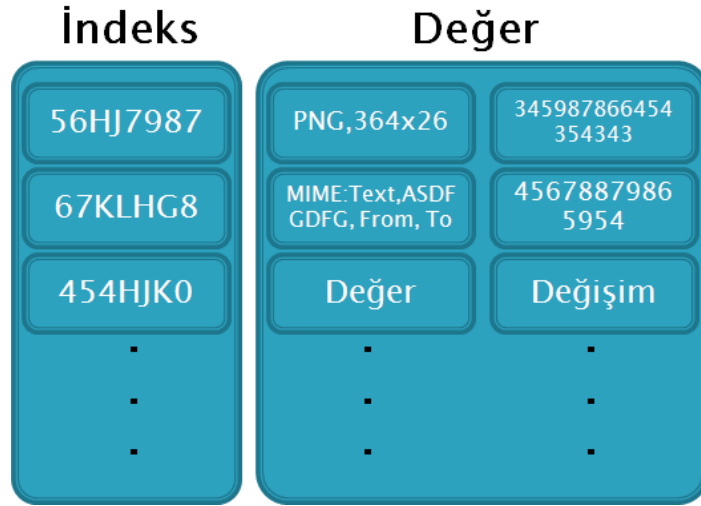 İndeks Değer
56HJ7987 PNG,364x26 345987866454
354343
67KLHG8 MIME:Text,ASDF
GDFG, From, To 4567887986
5954
454HJK0 Değer Değişim